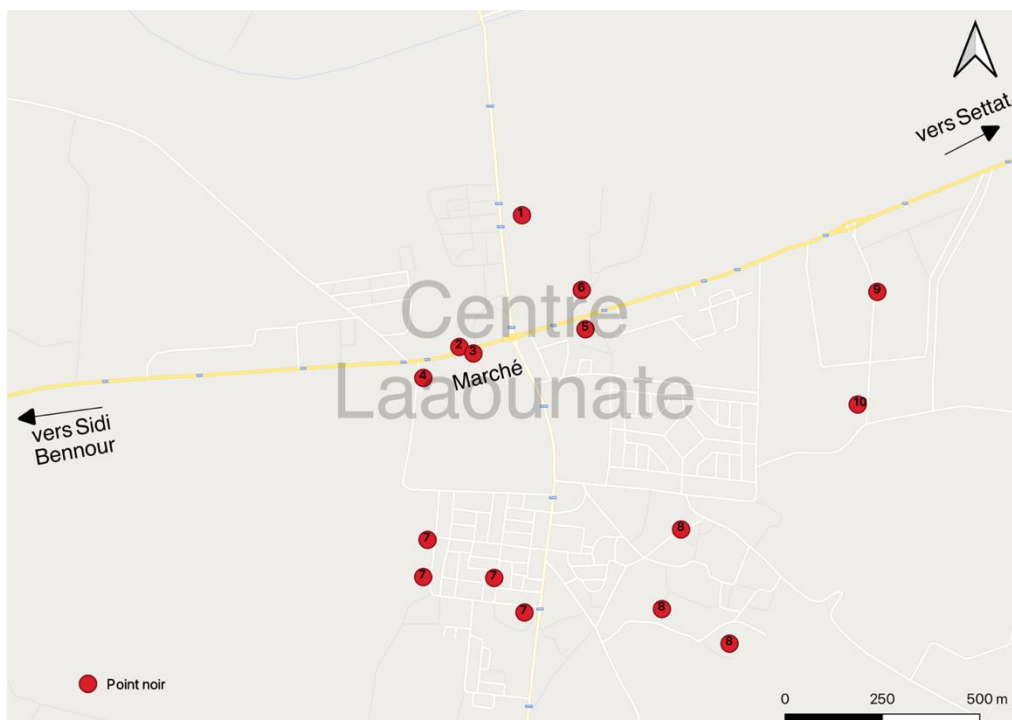 vers Settat
1
6
9
Centre
5
2
3
Marché
4
Laaounate
10
vers Sidi
Bennour
8
7
7
7
8
7
8
Point noir
0 250 500 m